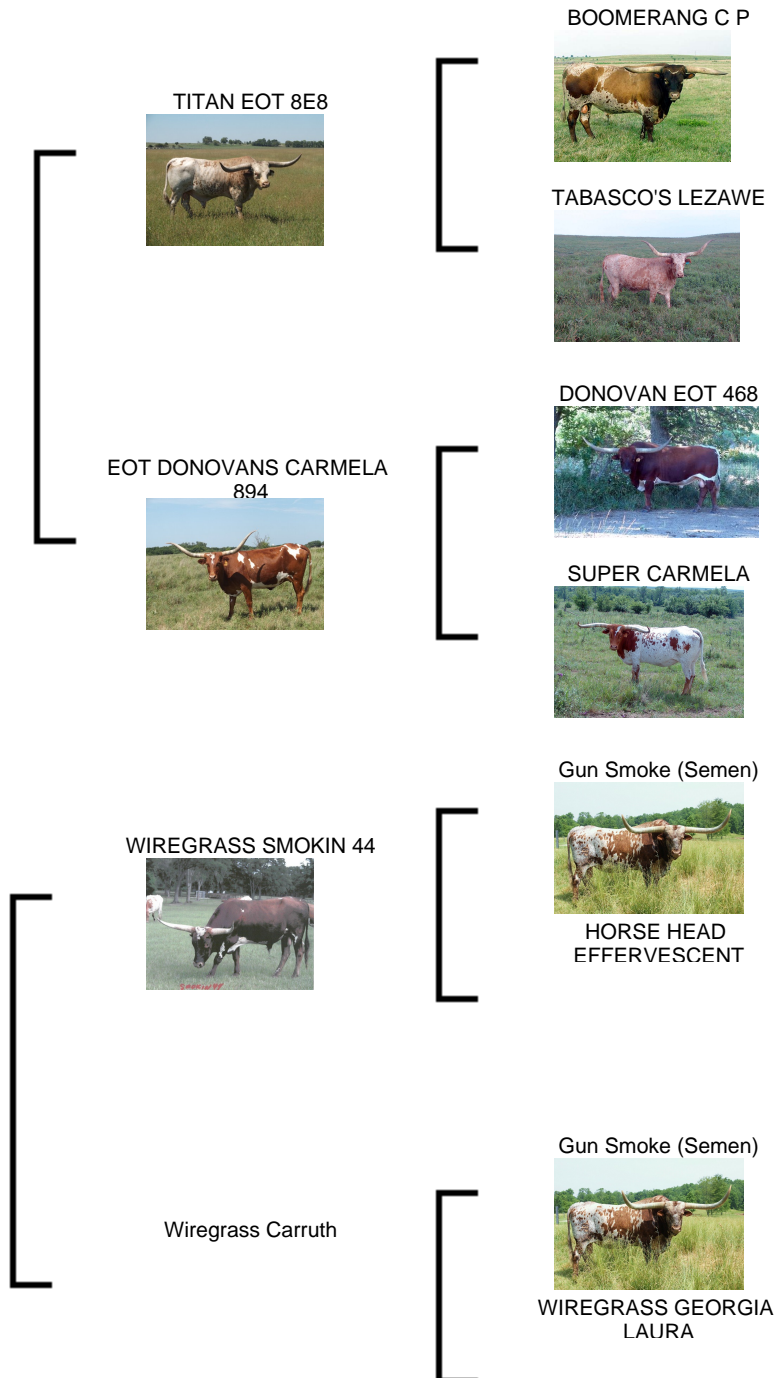 BOOMERANG C P
TITAN EOT 8E8
TABASCO'S LEZAWE
DONOVAN EOT 468
EOT DONOVANS CARMELA
894
SUPER CARMELA
Gun Smoke (Semen)
WIREGRASS SMOKIN 44
HORSE HEAD
EFFERVESCENT
Gun Smoke (Semen)
Wiregrass Carruth
WIREGRASS GEORGIA
LAURA